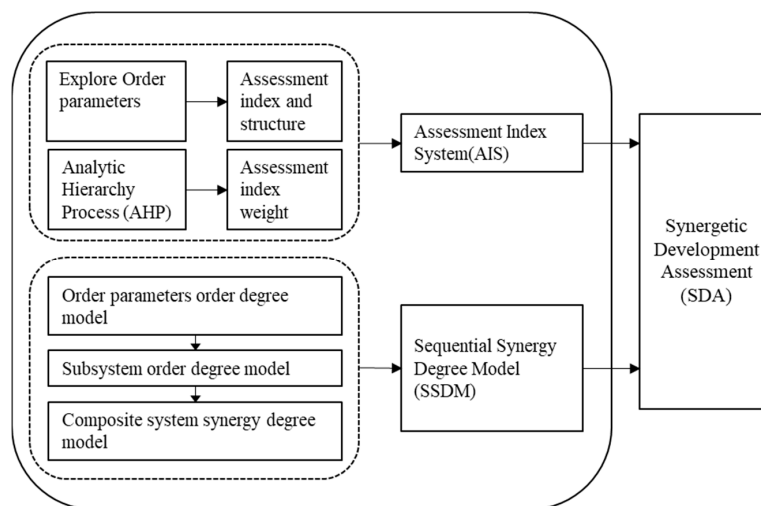 Explore Order
parameters
Assessment
index and
structure
Analytic
Hierarchy
Process (AHP)
Assessment
index
weight
Assessment Index
System(AIS)
Order parameters order degree
model
Subsystem order degree model
Composite system synergy degree
model
Sequential Synergy
Degree Model
(SSDM)
Synergetic
Development
Assessment
(SDA)